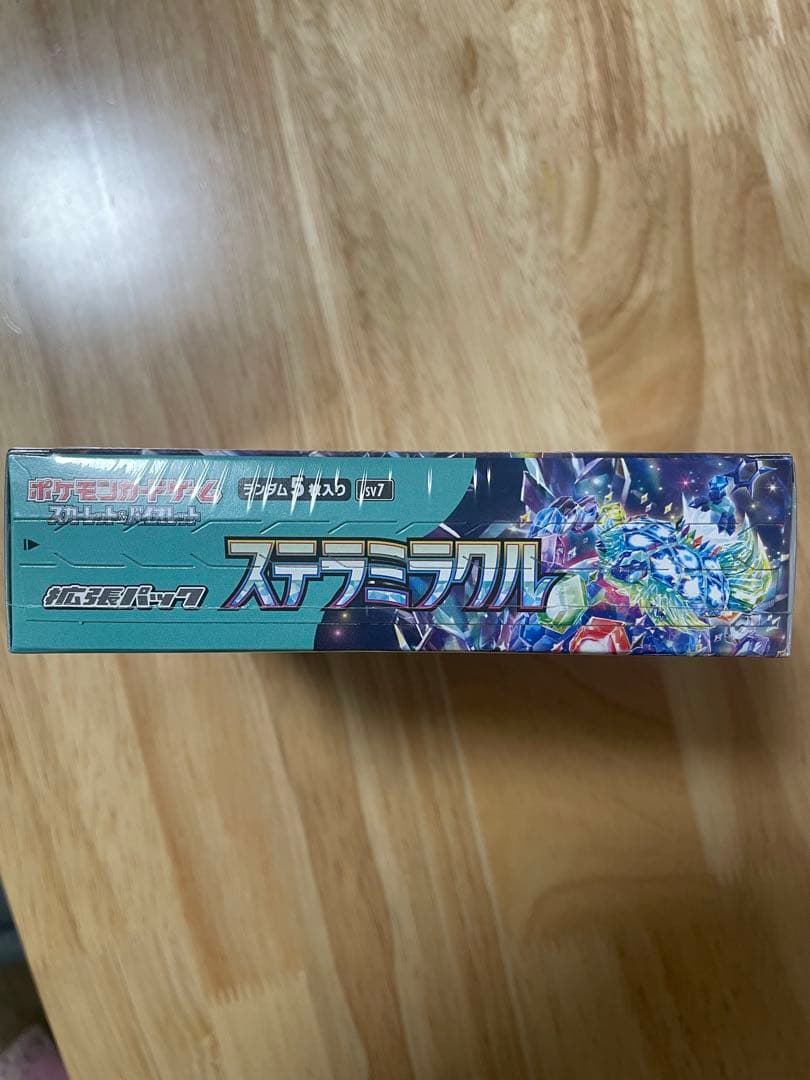 ポケモンカードゲーム
スカーレット&バイオレット
ランダム5枚入り
sv7
拡張パック
ステラミラクル